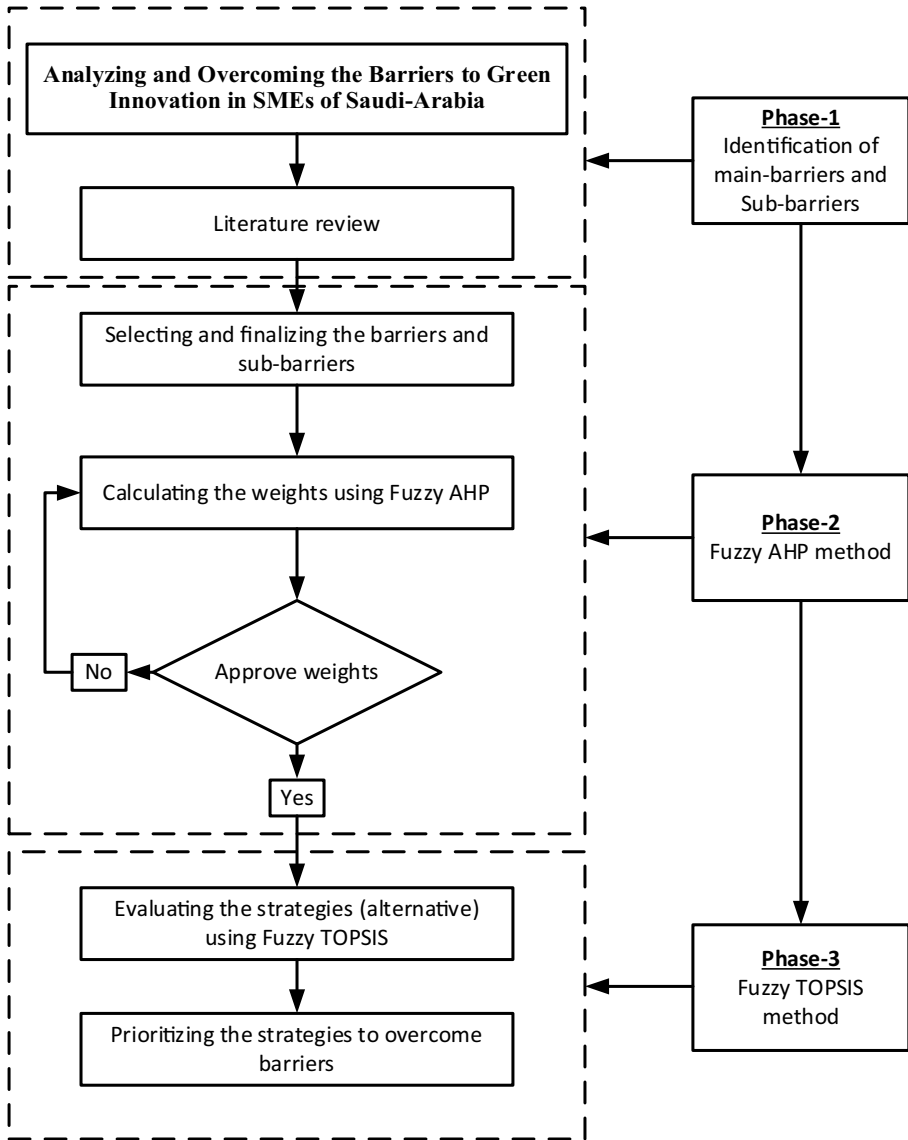 Analyzing and Overcoming the Barriers to Green
Innovation in SMEs of Saudi-Arabia
Literature review
Selecting and finalizing the barriers and
sub-barriers
Calculating the weights using Fuzzy AHP
Approve weights
No
Yes
Evaluating the strategies (alternative)
using Fuzzy TOPSIS
Prioritizing the strategies to overcome
barriers
Phase-1
Identification of
main-barriers and
Sub-barriers
Phase-2
Fuzzy AHP method
Phase-3
Fuzzy TOPSIS
method